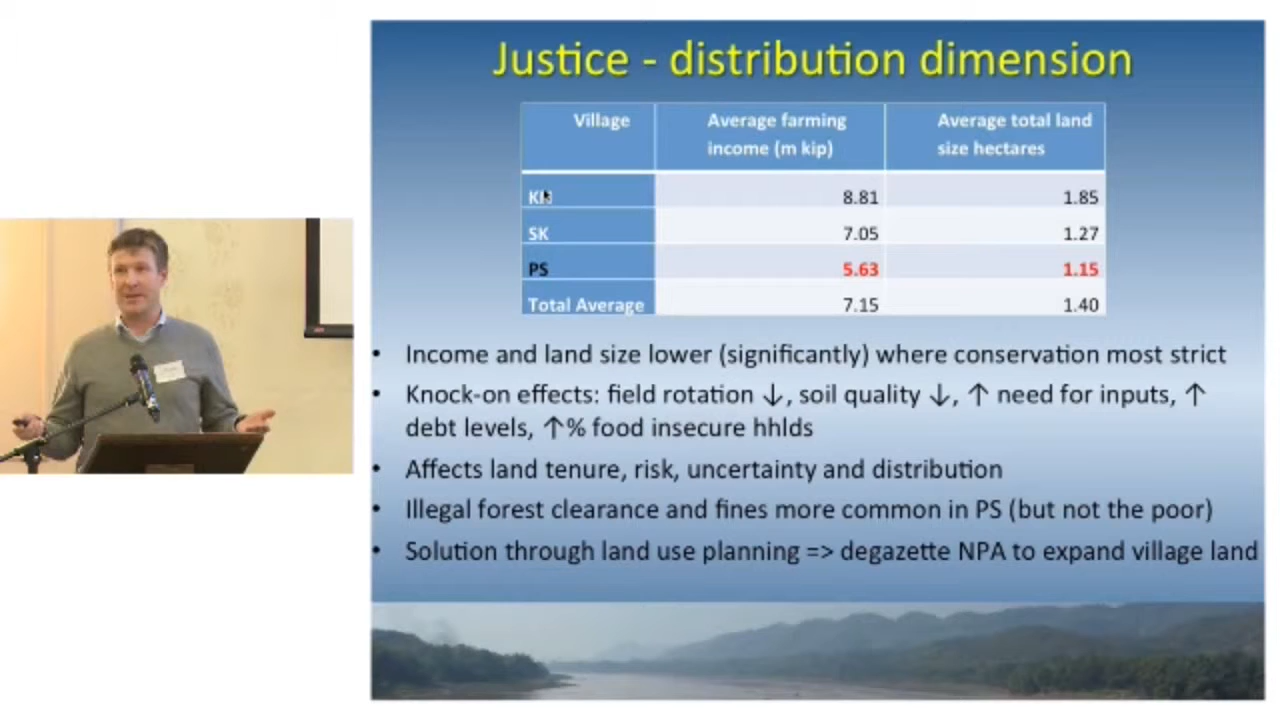 Justice - distribution dimension
Village Average farming Average total land
income (m kip) size hectares
8.81 1.85
SK 7.05 1.27
PS 5.63 1.15
Total Average 7.15 1.40
• Income and land size lower (significantly) where conservation most strict
• Knock-on effects: field rotation ↓, soil quality ↓, ↑ need for inputs, ↑
debt levels, ↑% food insecure hhlds
• Affects land tenure, risk, uncertainty and distribution
• Illegal forest clearance and fines more common in PS (but not the poor)
• Solution through land use planning => degazette NPA to expand village land